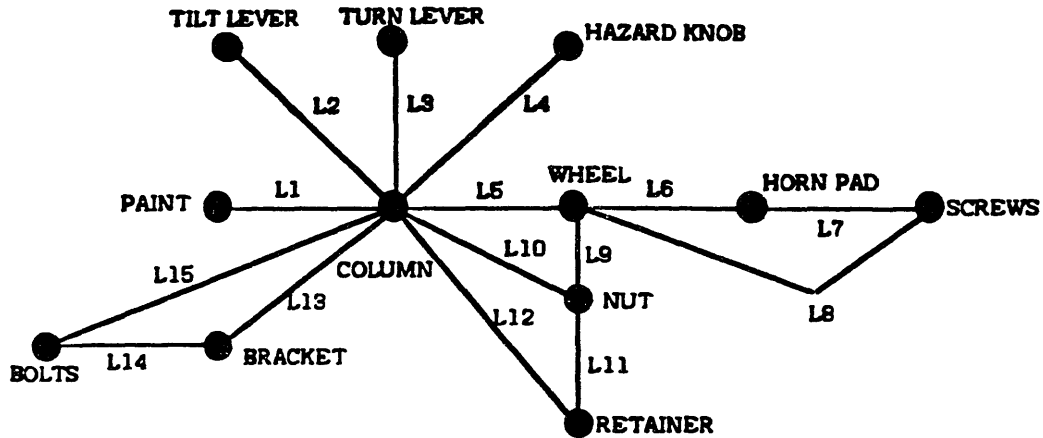 TILT LEVER
TURN LEVER
HAZARD KNOB
L2
L3
L4
PAINT
L1
L5
WHEEL
L6
HORN PAD
SCREWS
L7
L15
COLUMN
L10
L9
L13
NUT
L12
L8
BOLTS
L14
BRACKET
L11
RETAINER